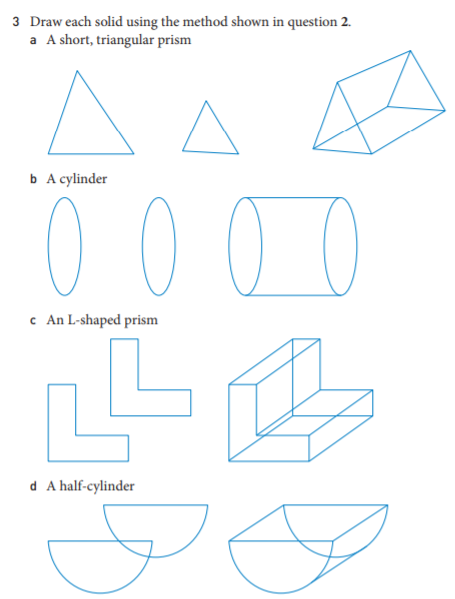 3 Draw each solid using the method shown in question 2.
a A short, triangular prism
b A cylinder
c An L-shaped prism
d A half-cylinder